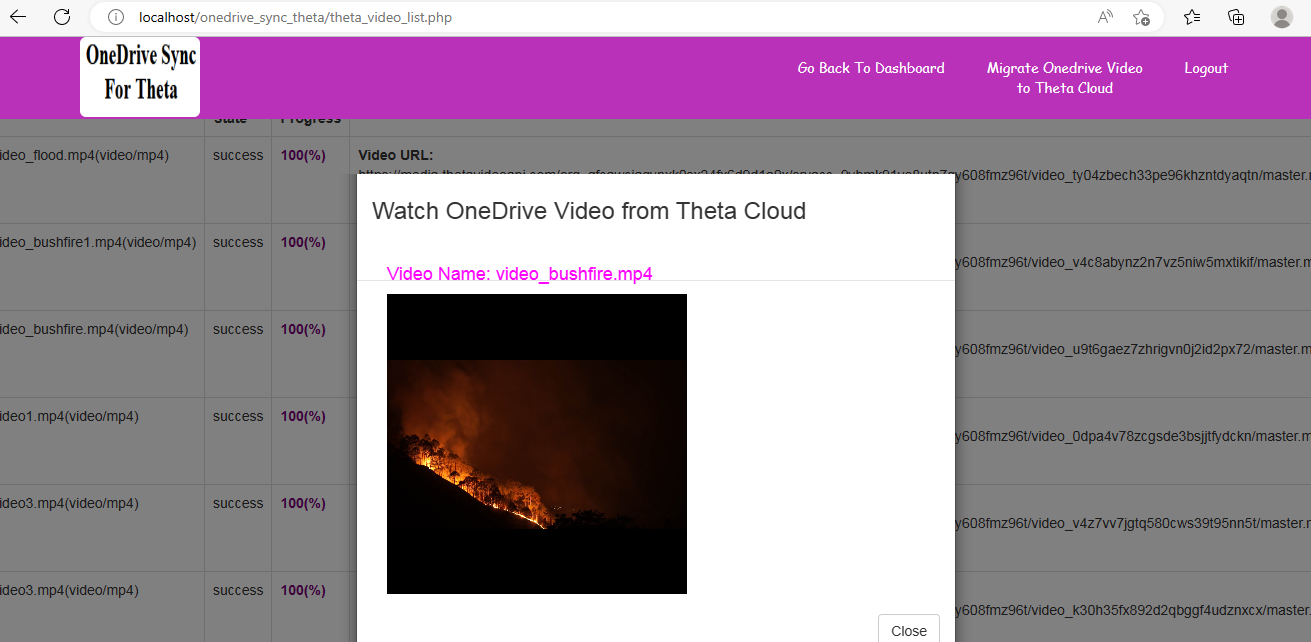 localhost/onedrive_sync_theta/theta_video_list.php
OneDrive Sync
For Theta
Go Back To Dashboard
Migrate Onedrive Video
to Theta Cloud
Logout
State
Progress
ideo_flood.mp4(video/mp4)
success
100(%)
Video URL:
y608fmz96t/video_ty04zbech33pe96khzntdyaqtn/master.r
Watch OneDrive Video from Theta Cloud
ideo_bushfire1.mp4(video/mp4)
success
100(%)
y608fmz96t/video_v4c8abynz2n7vz5niw5mxtikif/master.m
Video Name: video_bushfire.mp4
ideo_bushfire.mp4(video/mp4)
success
100(%)
y608fmz96t/video_u9t6gaez7zhrigvn0j2id2px72/master.m
ideo1.mp4(video/mp4)
success
100(%)
y608fmz96t/video_0dpa4v78zcgsde3bsjjtfydckn/master.m
ideo3.mp4(video/mp4)
success
100(%)
y608fmz96t/video_v4z7vv7jgtq580cws39t95nn5t/master.n
ideo3.mp4(video/mp4)
success
100(%)
y608fmz96t/video_k30h35fx892d2qbggf4udznxcx/master.
Close